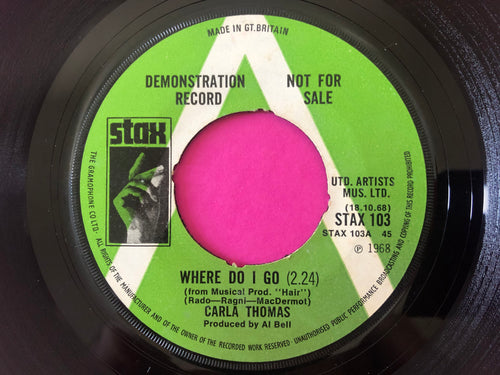 MADE IN GT. BRITAIN
DEMONSTRATION RECORD
NOT FOR SALE
stax
UTD. ARTISTS
MUS. LTD.
(18.10.68)
STAX 103
STAX 103A 45
℗ 1968
WHERE DO I GO (2.24)
(from Musical Prod. "Hair")
(Rado—Ragni—MacDermot)
CARLA THOMAS
Produced by Al Bell
THE GRAMOPHONE CO LTD. ALL RIGHTS OF THE MANUFACTURER AND OF THE OWNER OF THE RECORDED WORK RESERVED. UNAUTHORISED PUBLIC PERFORMANCE BROADCASTING AND COPYING OF THIS RECORD PROHIBITED